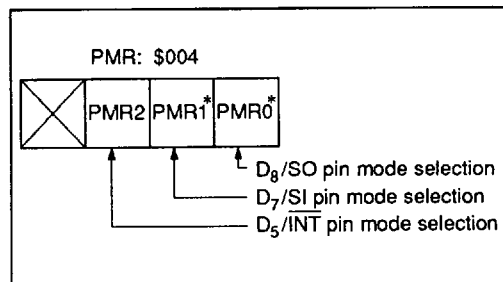 PMR: $004
PMR2 PMR1* PMR0*
D₈/SO pin mode selection
D₇/SI pin mode selection
D₅/I̅N̅T̅ pin mode selection